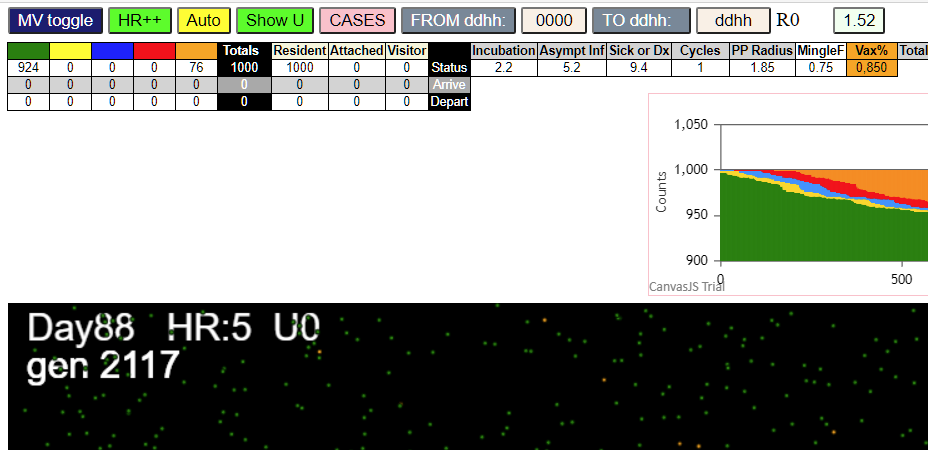 MV toggle HR++ Auto Show U CASES FROM ddhh: 0000 TO ddhh: ddhh R0 1.52
Totals Resident Attached Visitor Incubation Asympt Inf Sick or Dx Cycles PP Radius MingleF Vax% Total
924 0 0 0 76 1000 1000 0 0 Status 2.2 5.2 9.4 1 1.85 0.75 0,850
0 0 0 0 0 0 0 0 0 Arrive
0 0 0 0 0 0 0 0 0 Depart
1,050
1,000
950
900
Counts
0 500
CanvasJS Trial
Day88 HR:5 U0
gen 2117